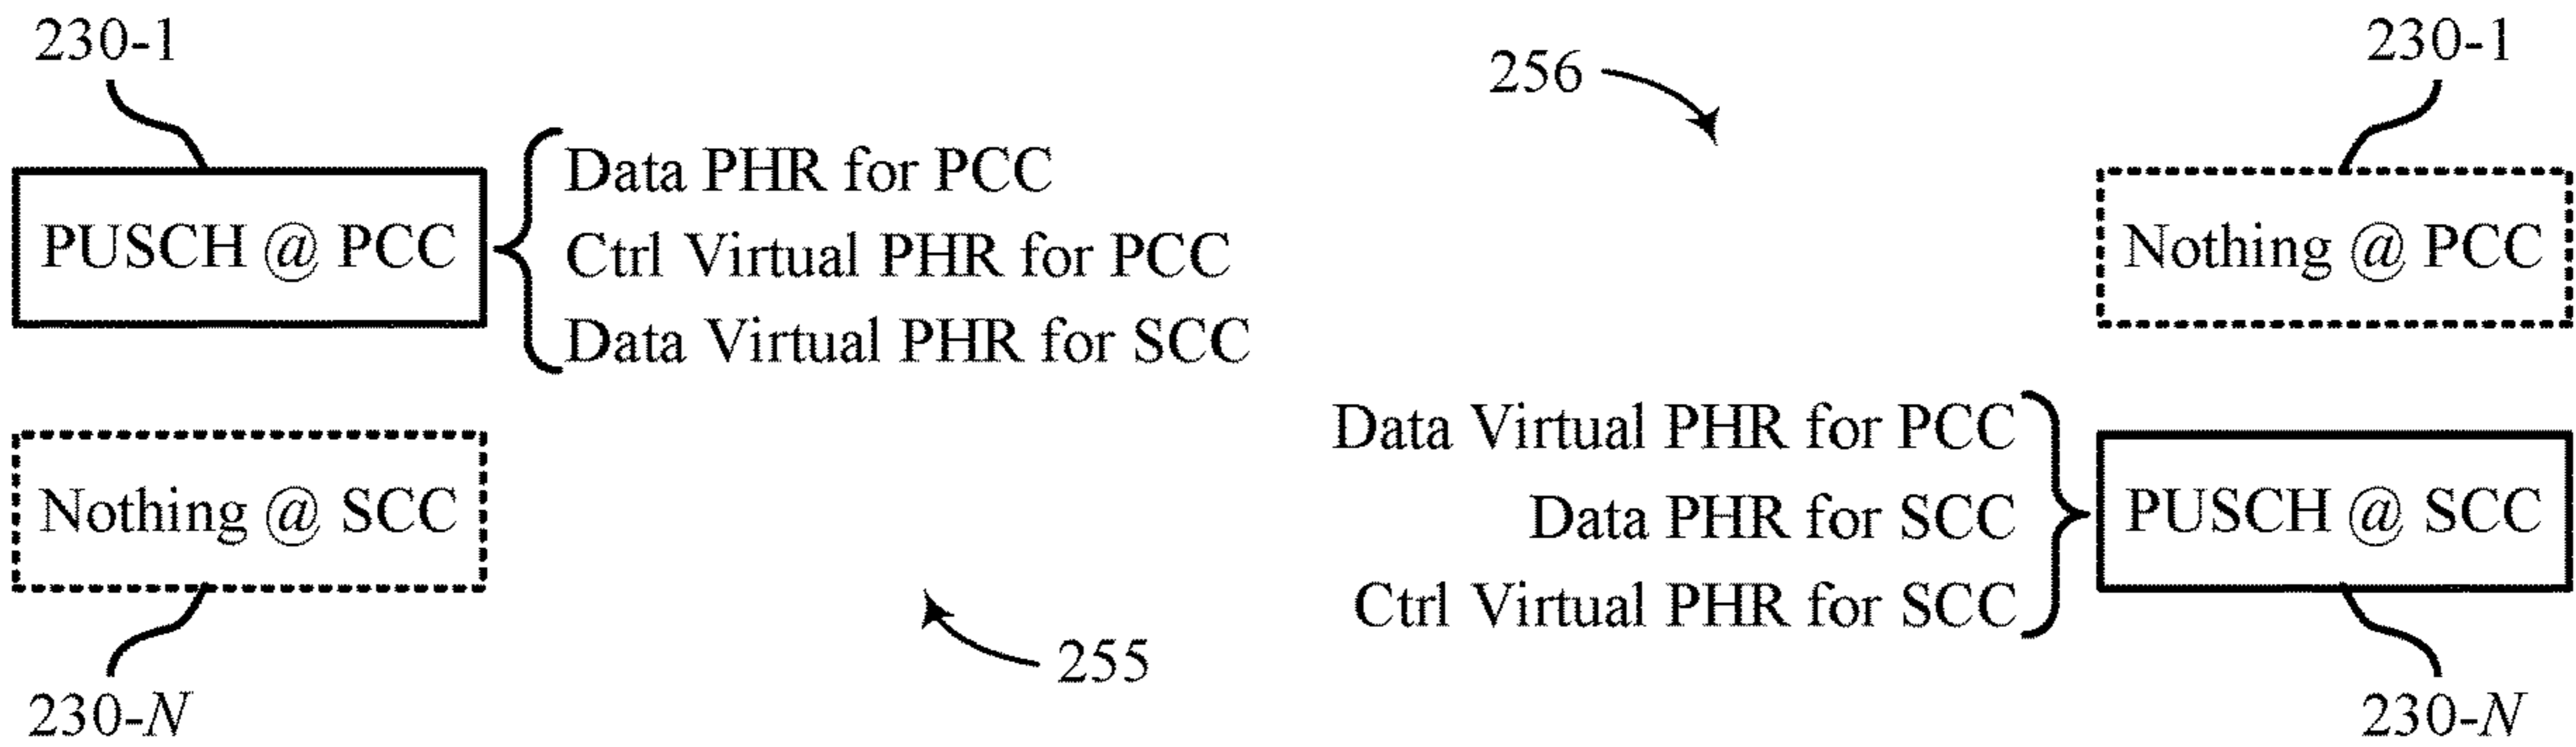 230-1
PUSCH @ PCC
Data PHR for PCC
Ctrl Virtual PHR for PCC
Data Virtual PHR for SCC
Nothing @ SCC
230-N
255
256
230-1
Nothing @ PCC
Data Virtual PHR for PCC
Data PHR for SCC
Ctrl Virtual PHR for SCC
PUSCH @ SCC
230-N